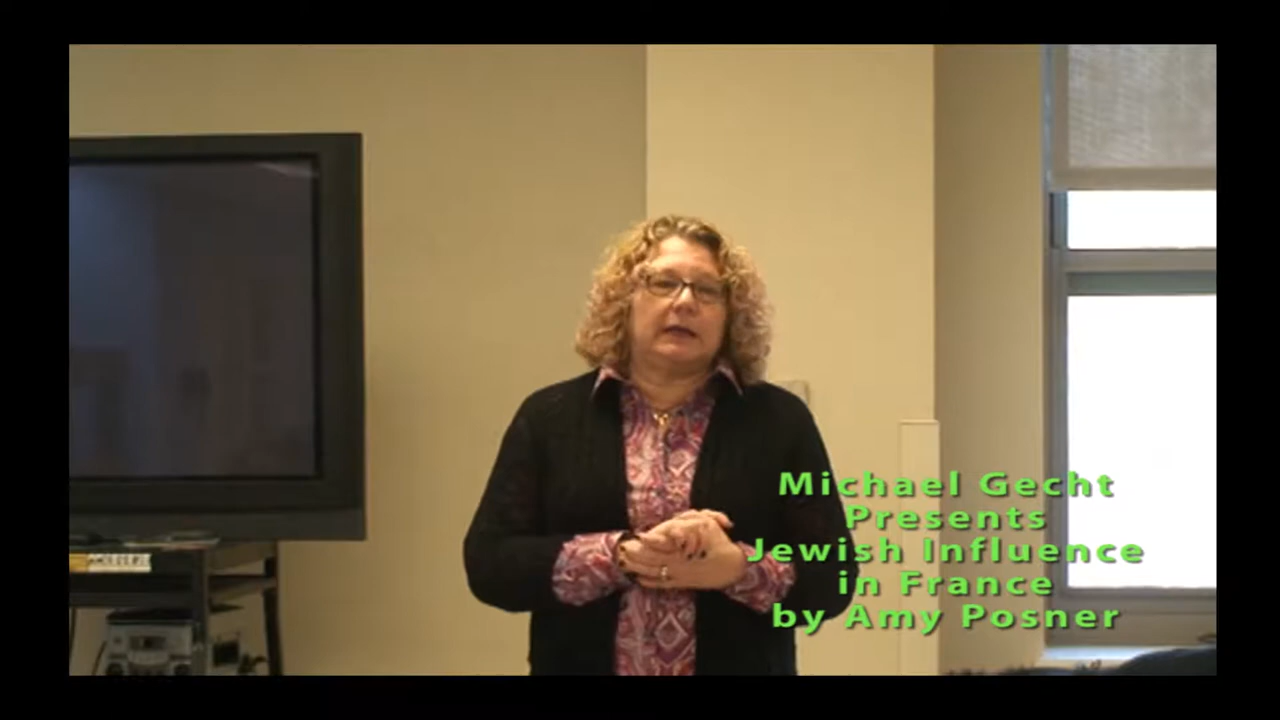 Michael Gecht
Presents
Jewish Influence
in France
by Amy Posner